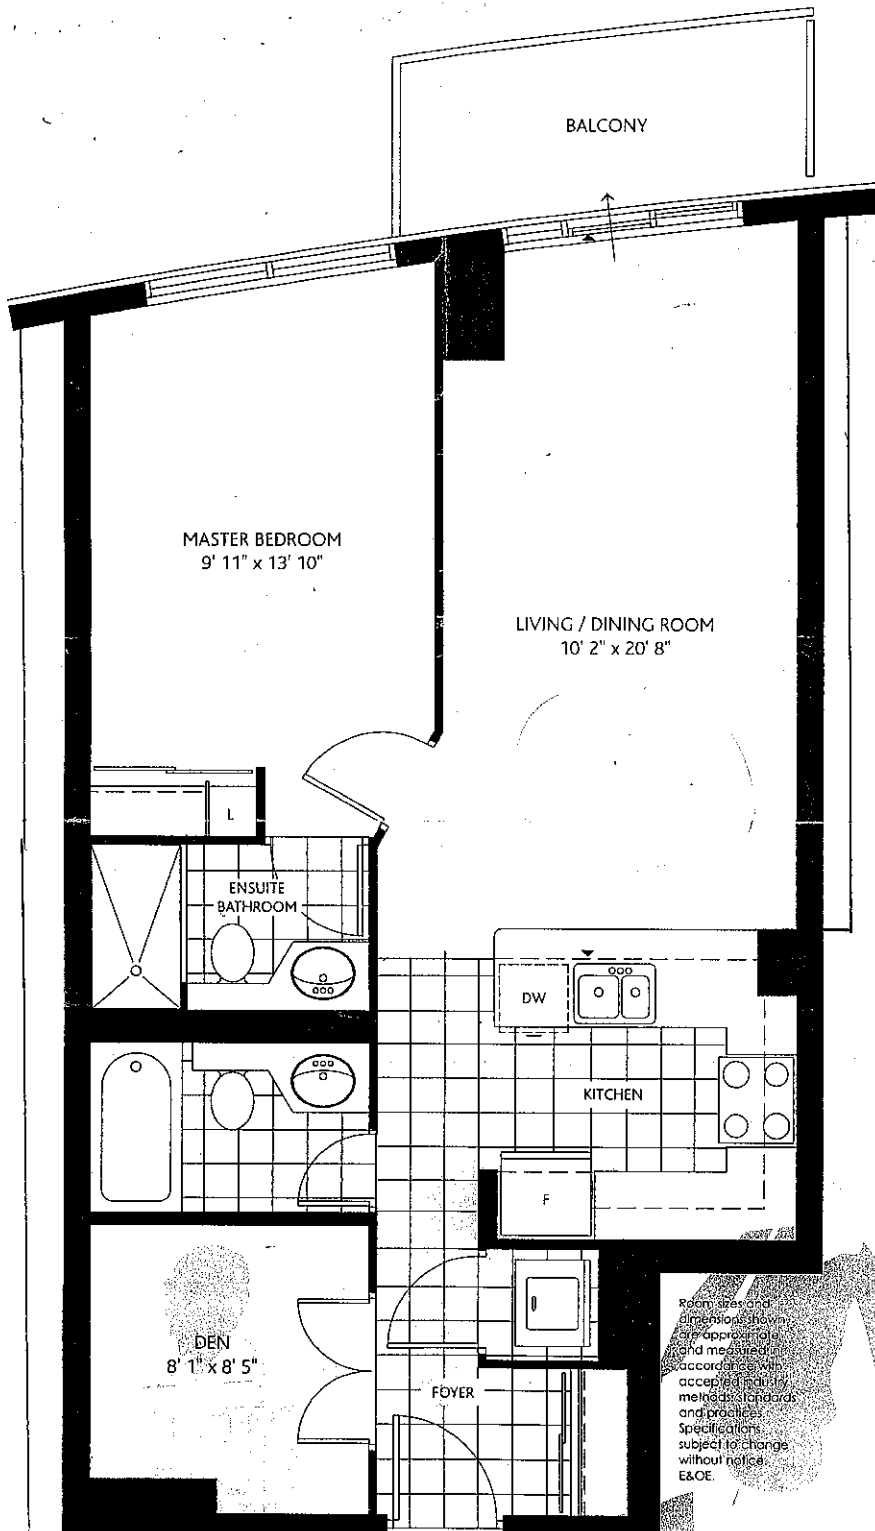 BALCONY
MASTER BEDROOM
9' 11" x 13' 10"
LIVING / DINING ROOM
10' 2" x 20' 8"
L
ENSUITE
BATHROOM
DW
KITCHEN
F
DEN
8' 1" x 8' 5"
FOYER
Room sizes and
dimensions shown
are approximate
and measured in
accordance with
accepted industry
methods standards
and practices.
Specifications
subject to change
without notice.
E&OE.